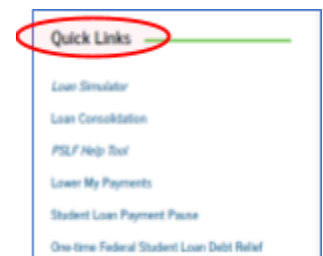 Quick Links
Loan Simulator
Loan Consolidation
PSLF Help Tool
Lower My Payments
Student Loan Payment Pause
One-time Federal Student Loan Debt Relief